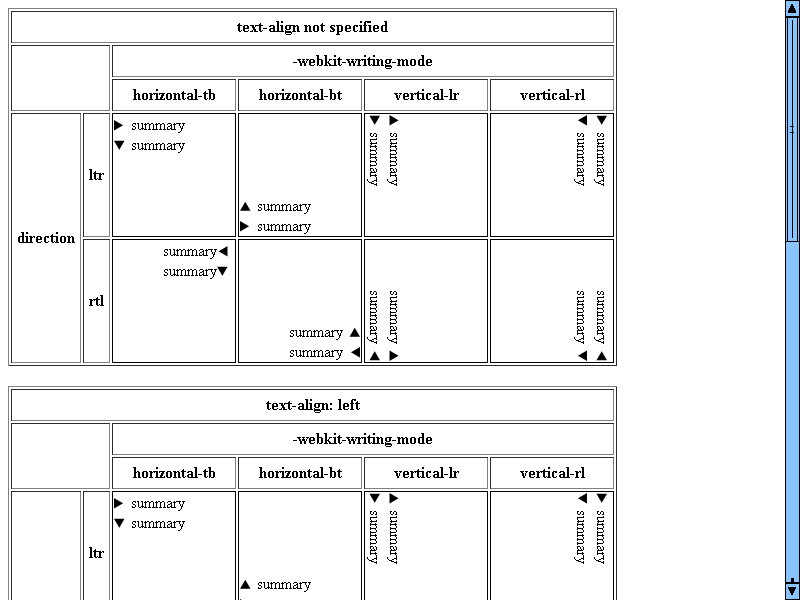 text-align not specified
-webkit-writing-mode
horizontal-tb horizontal-bt vertical-lr vertical-rl
direction
ltr
▶ summary
▼ summary
▲ summary
▶ summary
▼ summary
▶ summary
◀ summary
▼ summary
rtl
summary◀
summary▼
summary ▲
summary ◀
summary ▲
summary ▶
summary ◀
summary ▲
text-align: left
-webkit-writing-mode
horizontal-tb horizontal-bt vertical-lr vertical-rl
ltr
▶ summary
▼ summary
▲ summary
▼ summary
▶ summary
◀ summary
▼ summary